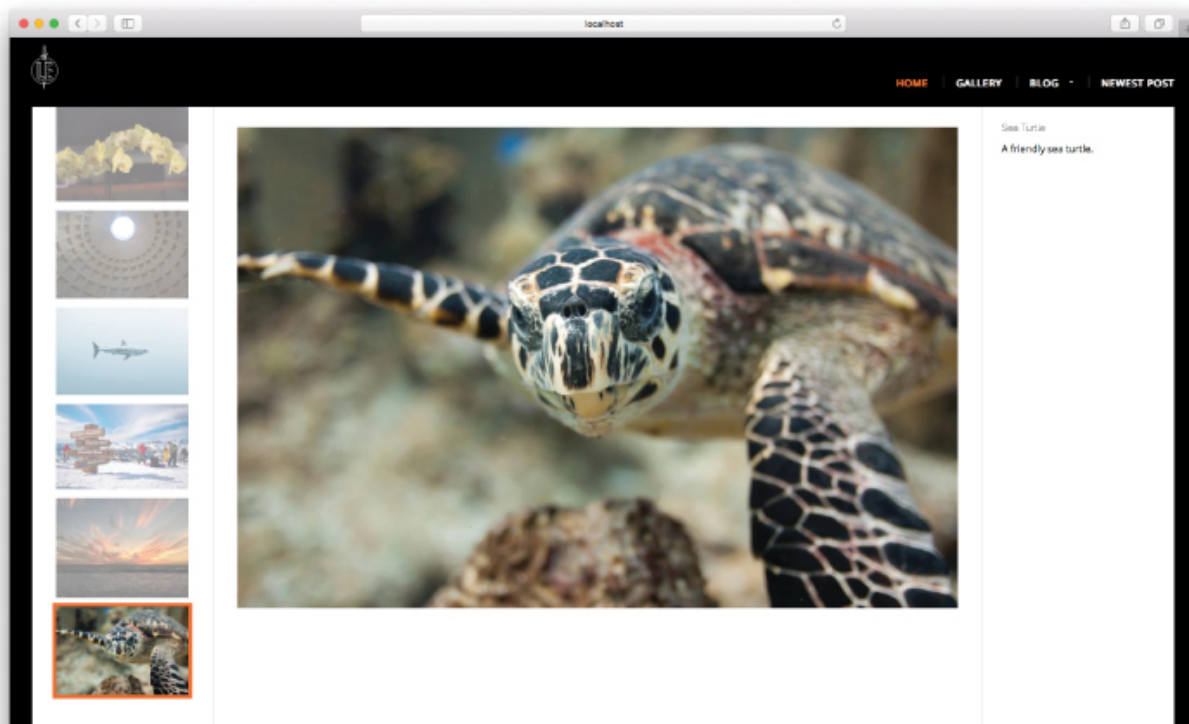 localhost
HOME
GALLERY
BLOG
NEWEST POST
Sea Turtle
A friendly sea turtle.